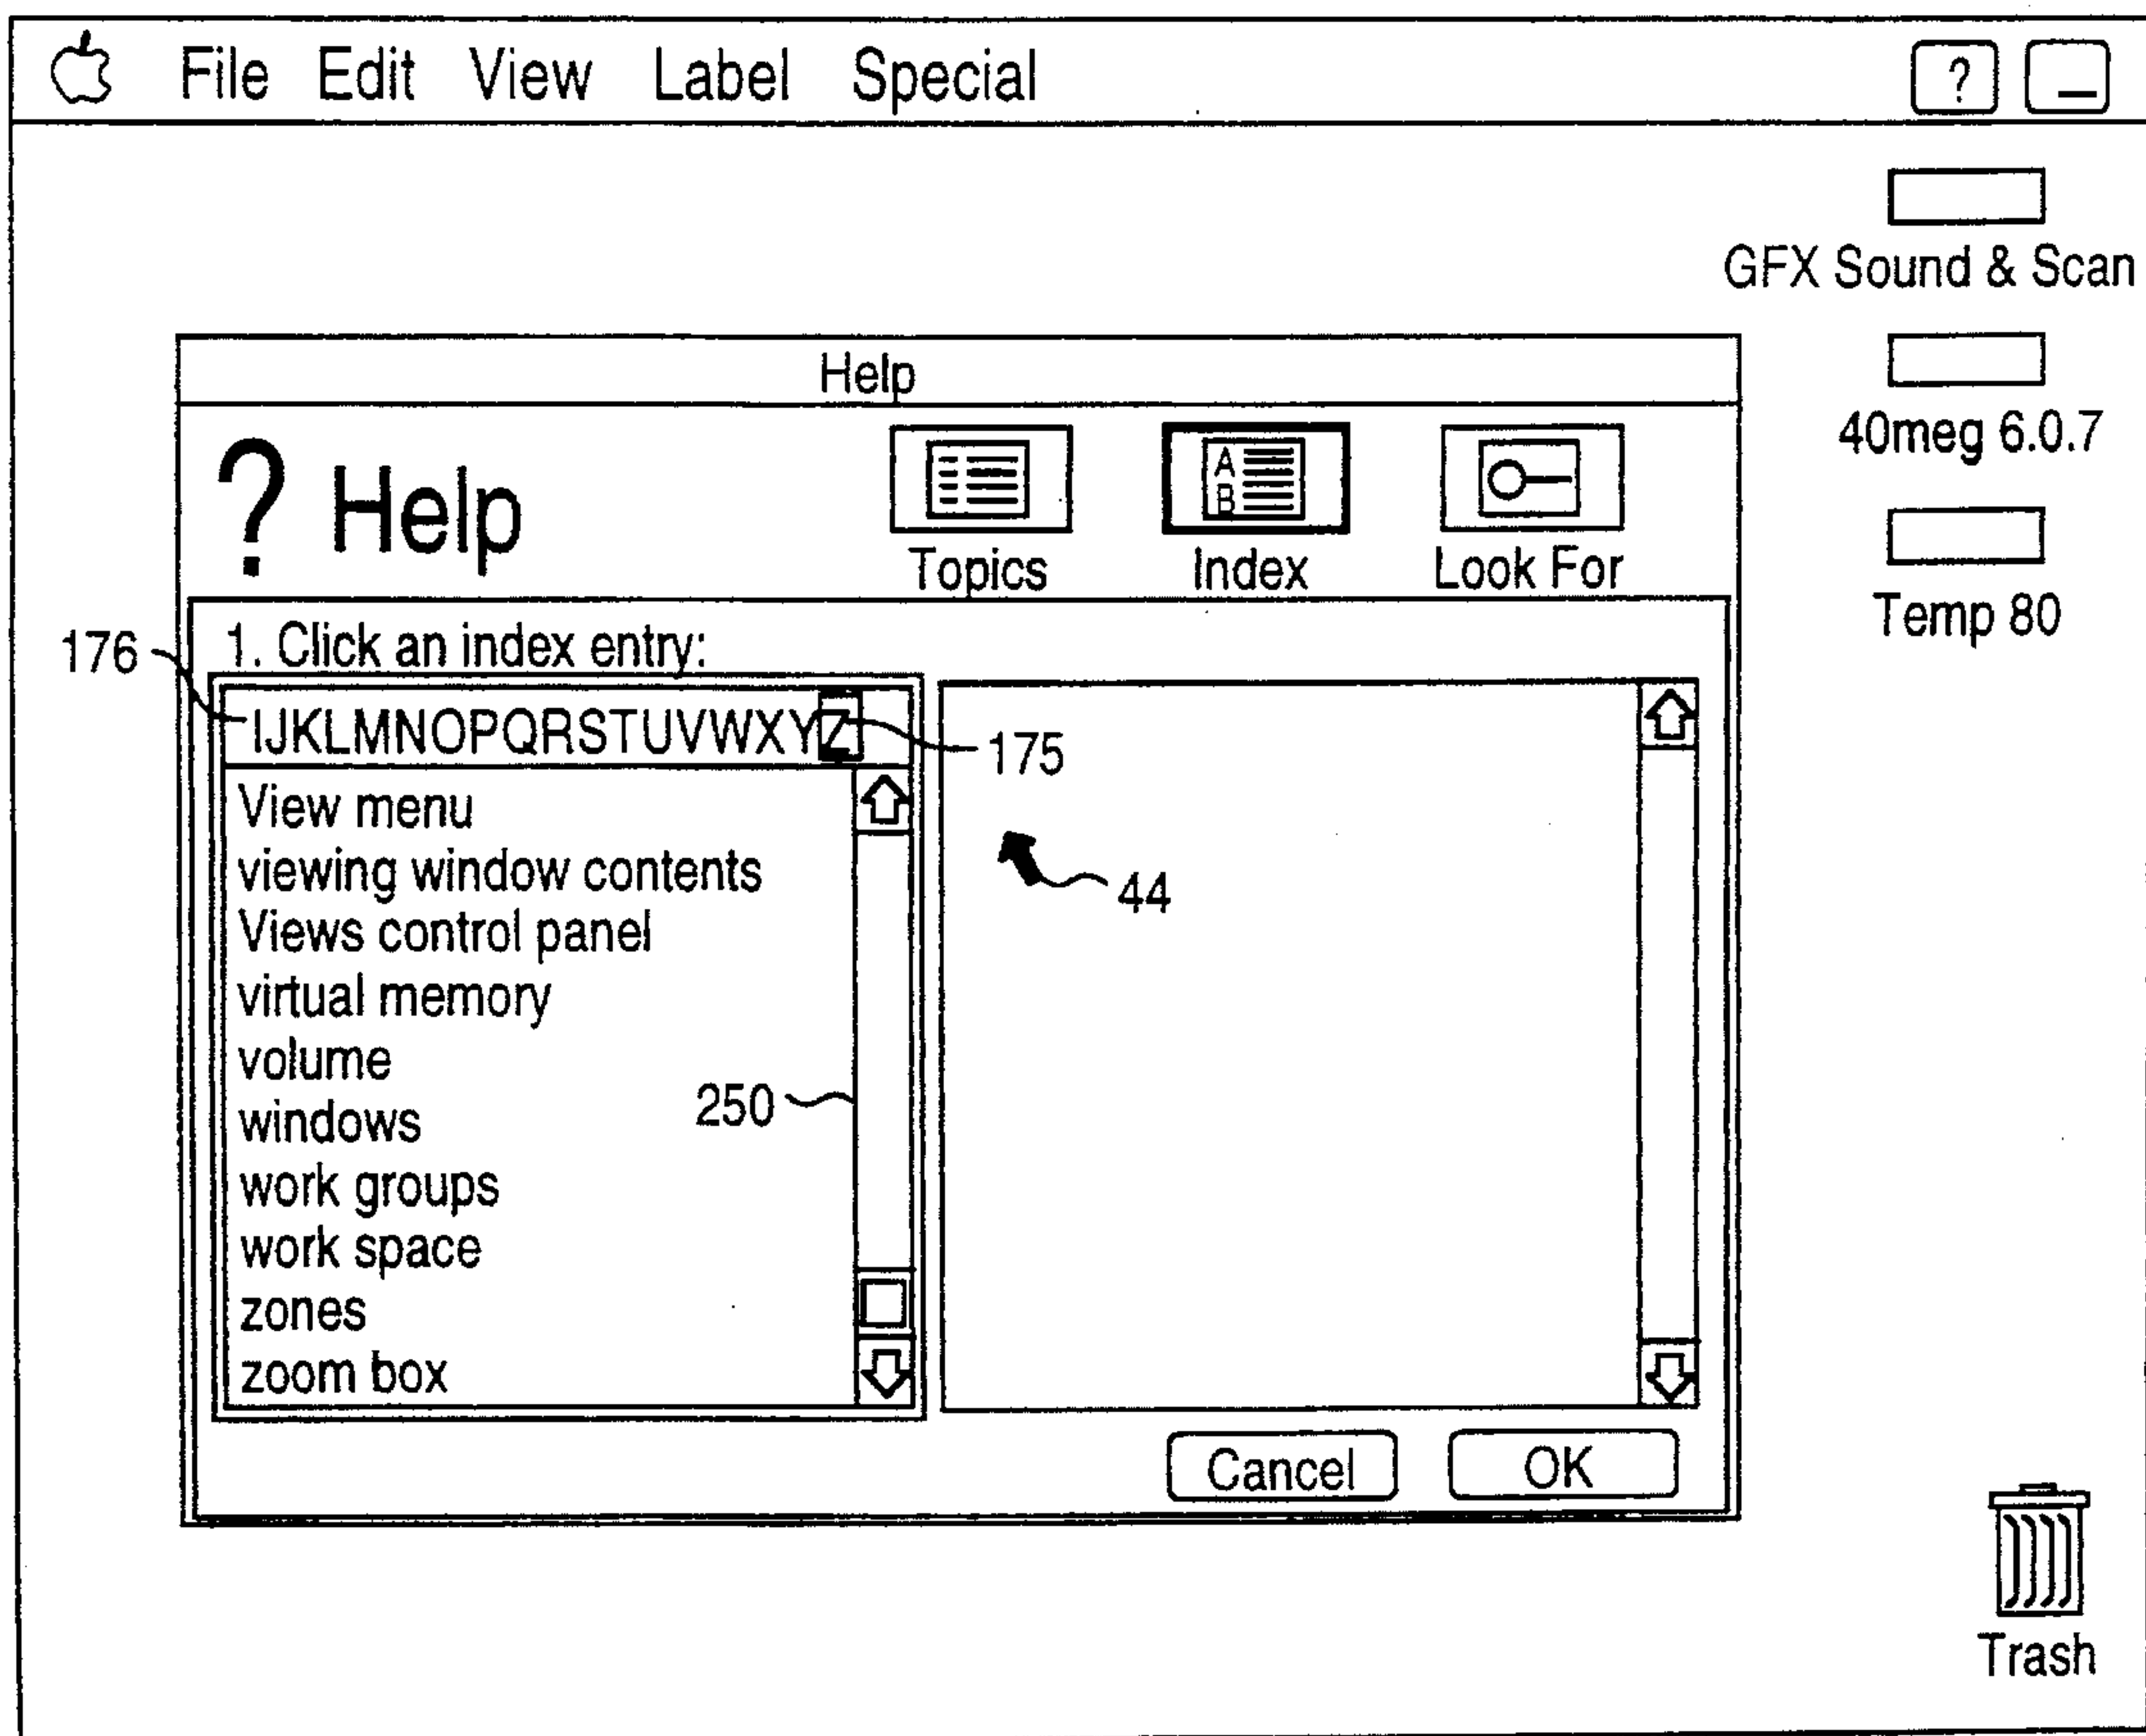 File Edit View Label Special ?
GFX Sound & Scan
40meg 6.0.7
Temp 80
Help
? Help
A
B
Topics Index Look For
1. Click an index entry:
176
IJKLMNOPQRSTUVWXYZ
175
View menu
viewing window contents
Views control panel
virtual memory
volume
windows
work groups
work space
zones
zoom box
44
250
Cancel OK
Trash